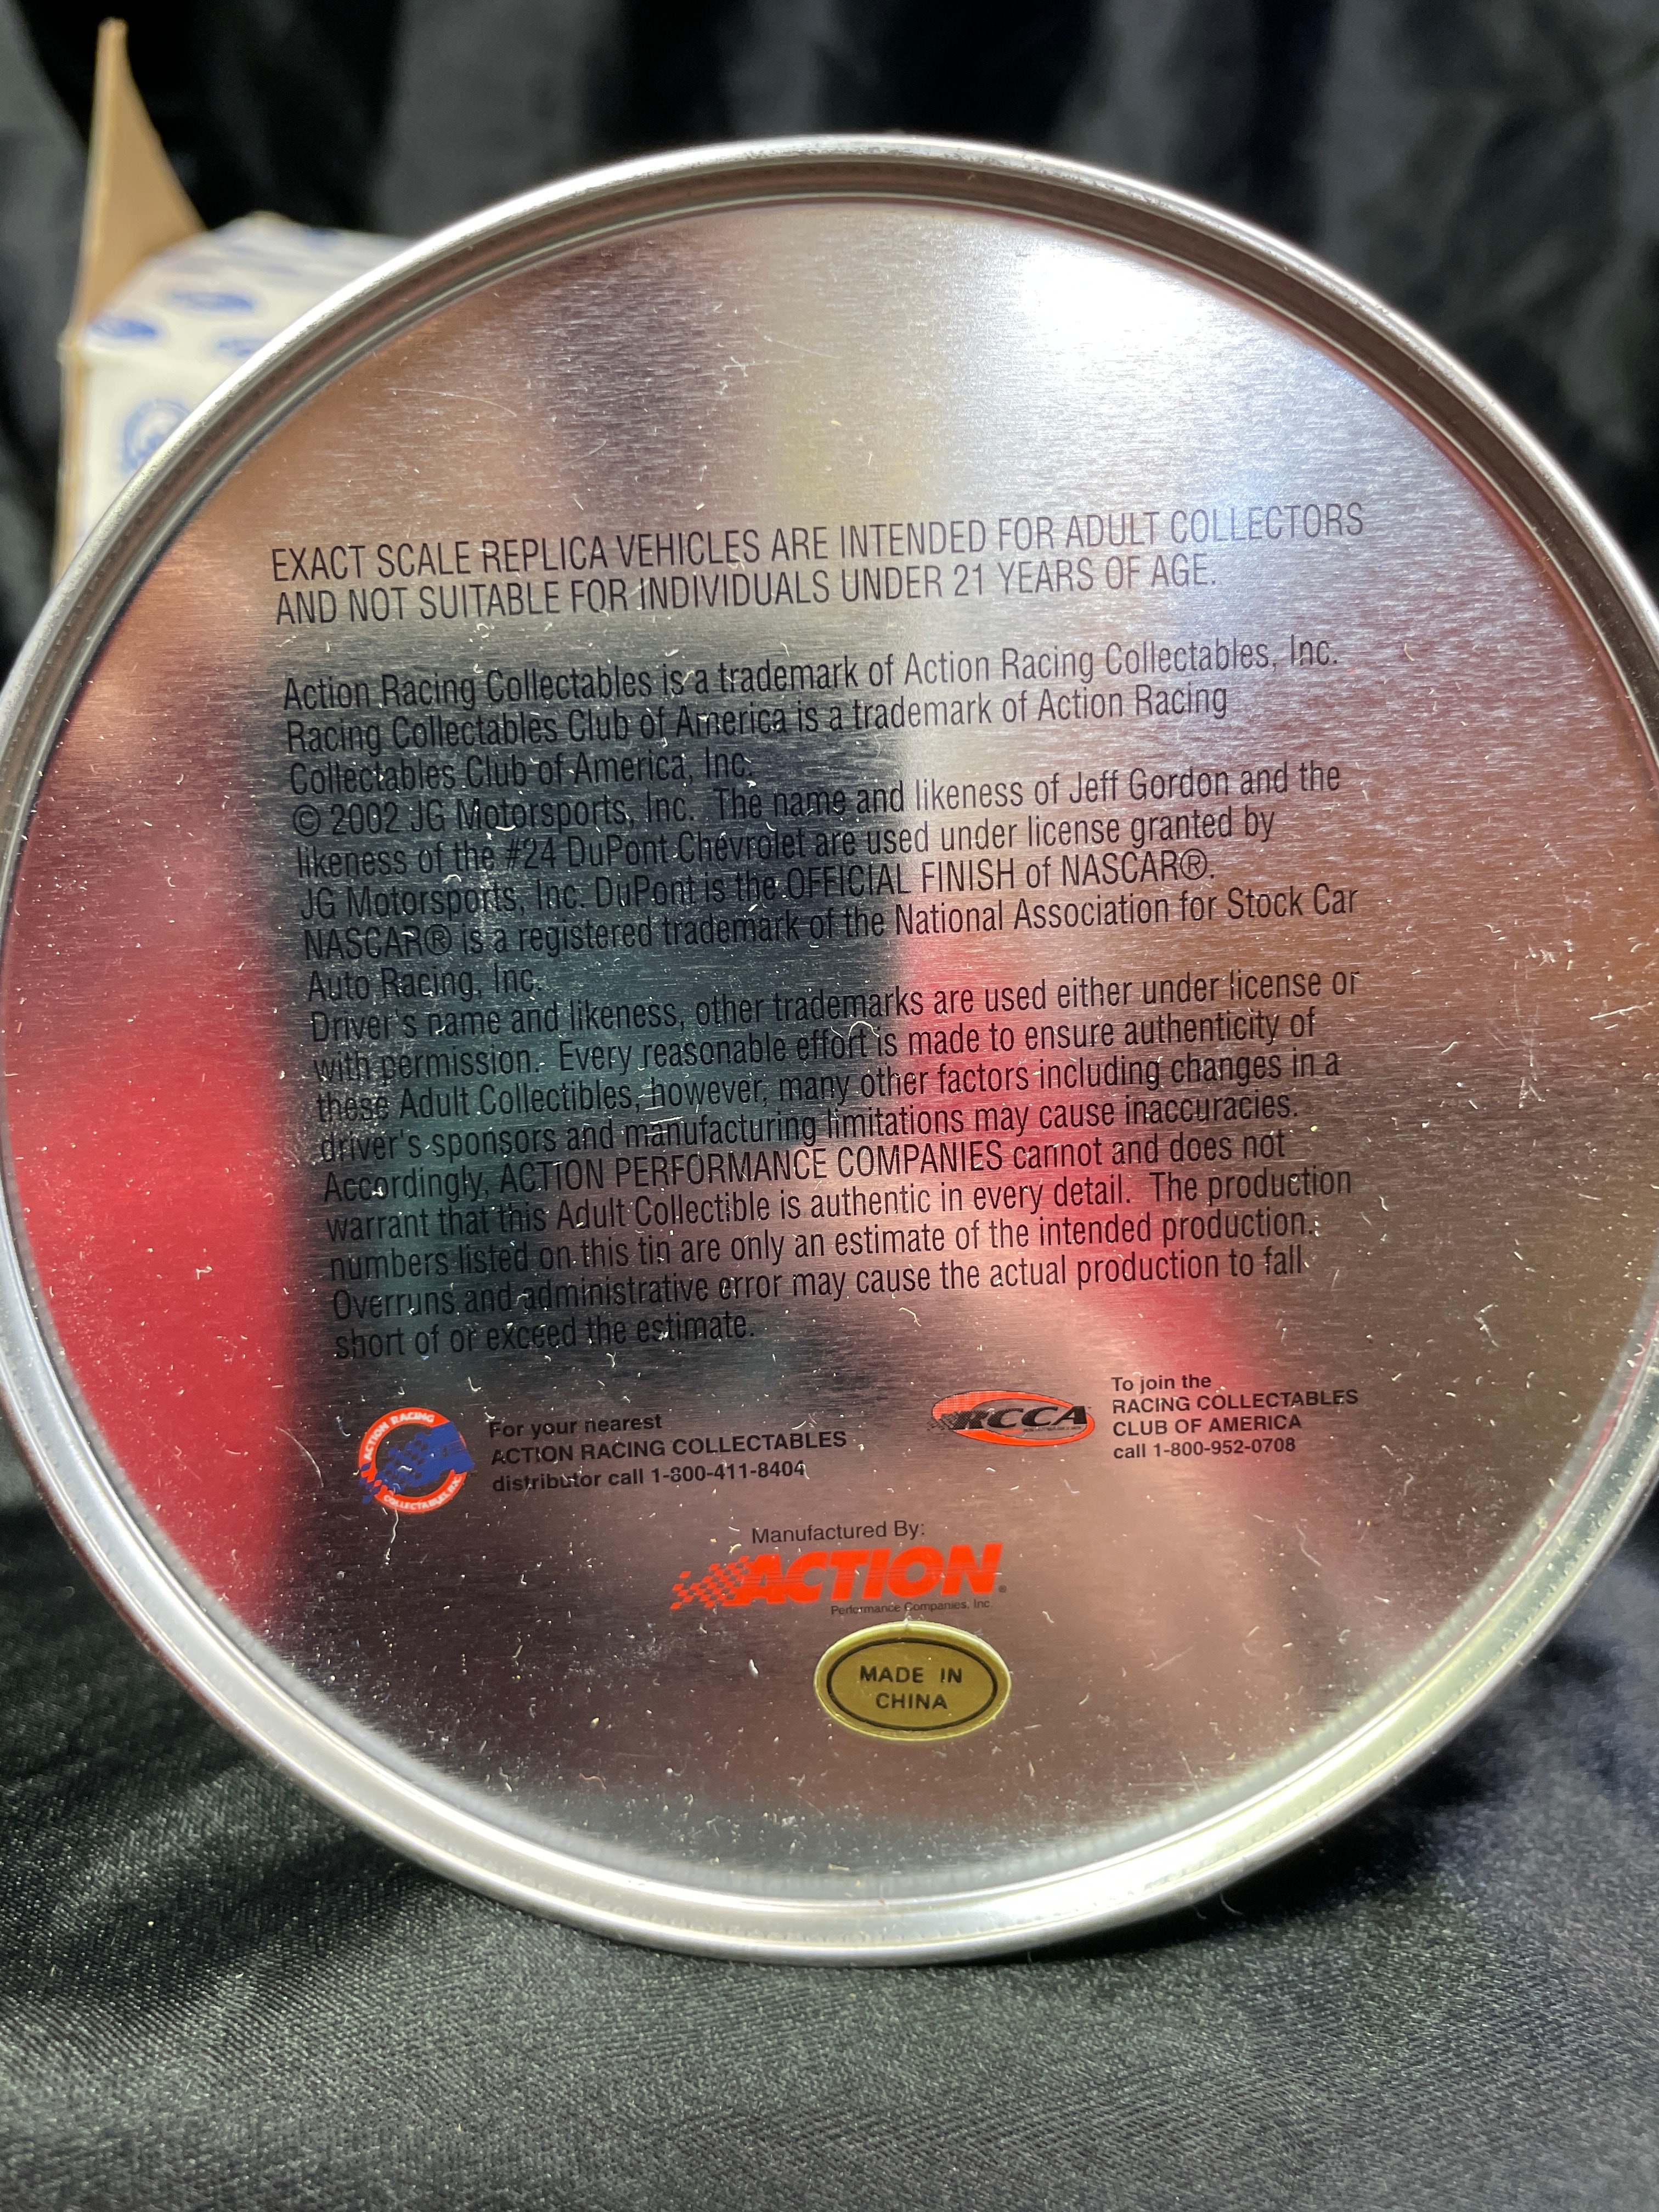 EXACT SCALE REPLICA VEHICLES ARE INTENDED FOR ADULT COLLECTORS
AND NOT SUITABLE FOR INDIVIDUALS UNDER 21 YEARS OF AGE.
Action Racing Collectables is a trademark of Action Racing Collectables, Inc.
Racing Collectables Club of America is a trademark of Action Racing
Collectables Club of America, Inc.
© 2002 JG Motorsports, Inc. The name and likeness of Jeff Gordon and the
likeness of the #24 DuPont Chevrolet are used under license granted by
JG Motorsports, Inc. DuPont is the OFFICIAL FINISH of NASCAR®.
NASCAR® is a registered trademark of the National Association for Stock Car
Auto Racing, Inc.
Driver's name and likeness, other trademarks are used either under license or
with permission. Every reasonable effort is made to ensure authenticity of
these Adult Collectibles, however, many other factors including changes in a
driver's sponsors and manufacturing limitations may cause inaccuracies.
Accordingly, ACTION PERFORMANCE COMPANIES cannot and does not
warrant that this Adult Collectible is authentic in every detail. The production
numbers listed on this tin are only an estimate of the intended production.
Overruns and administrative error may cause the actual production to fall
short of or exceed the estimate.
ACTION RACING
COLLECTABLES, INC.
For your nearest
ACTION RACING COLLECTABLES
distributor call 1-800-411-8404
RCCA
To join the
RACING COLLECTABLES
CLUB OF AMERICA
call 1-800-952-0708
Manufactured By:
ACTION®
Performance Companies, Inc.
MADE IN
CHINA